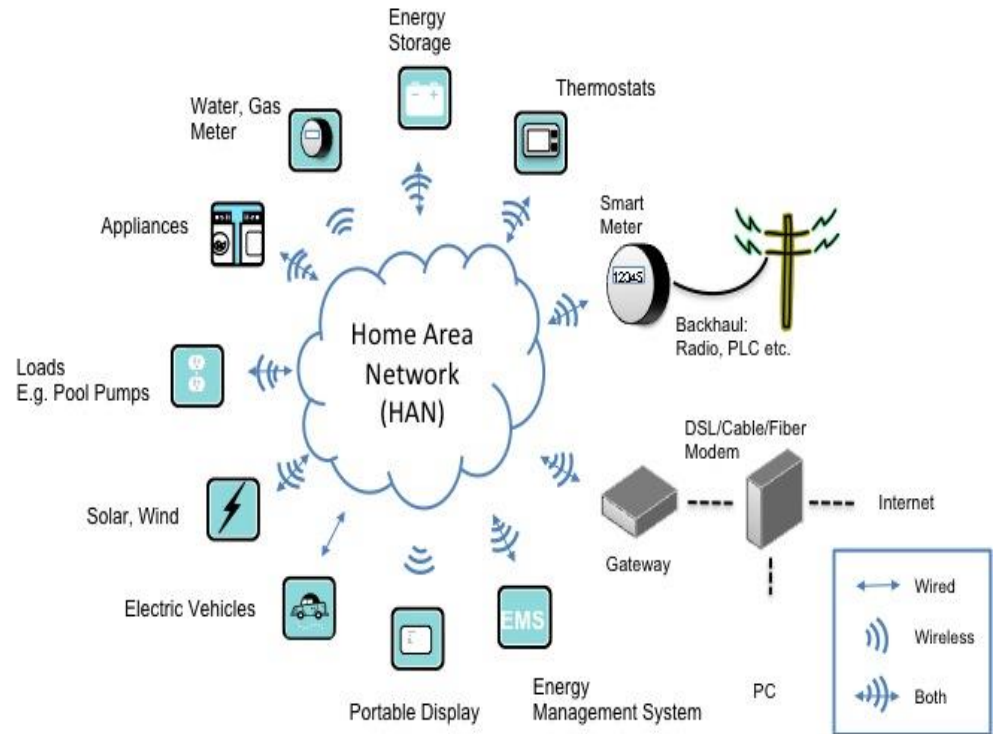 Energy
Storage
Thermostats
Water, Gas
Meter
Smart
Meter
Appliances
12345
Home Area
Network
(HAN)
Backhaul:
Radio, PLC etc.
Loads
E.g. Pool Pumps
DSL/Cable/Fiber
Modem
Solar, Wind
Internet
Gateway
Electric Vehicles
EMS
Wired
Wireless
Both
PC
Portable Display
Energy
Management System